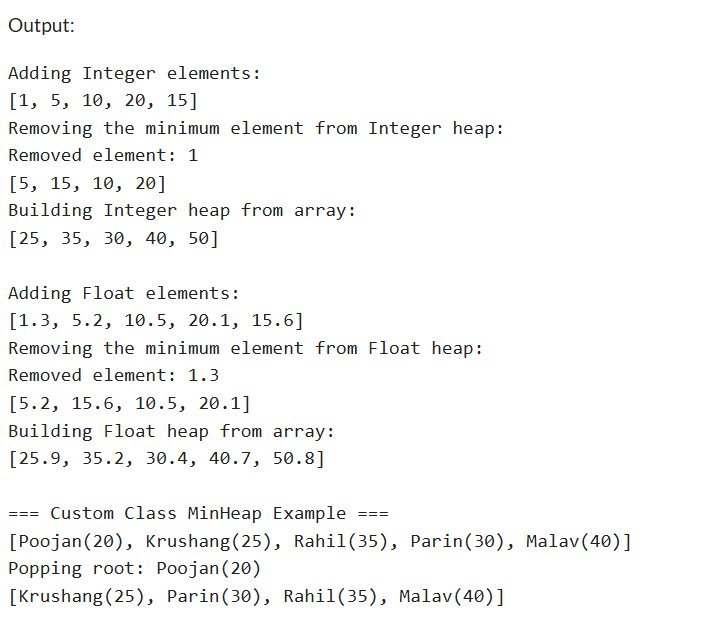 Output:
Adding Integer elements:
[1, 5, 10, 20, 15]
Removing the minimum element from Integer heap:
Removed element: 1
[5, 15, 10, 20]
Building Integer heap from array:
[25, 35, 30, 40, 50]
Adding Float elements:
[1.3, 5.2, 10.5, 20.1, 15.6]
Removing the minimum element from Float heap:
Removed element: 1.3
[5.2, 15.6, 10.5, 20.1]
Building Float heap from array:
[25.9, 35.2, 30.4, 40.7, 50.8]
=== Custom Class MinHeap Example ===
[Poojan(20), Krushang(25), Rahil(35), Parin(30), Malav(40)]
Popping root: Poojan(20)
[Krushang(25), Parin(30), Rahil(35), Malav(40)]